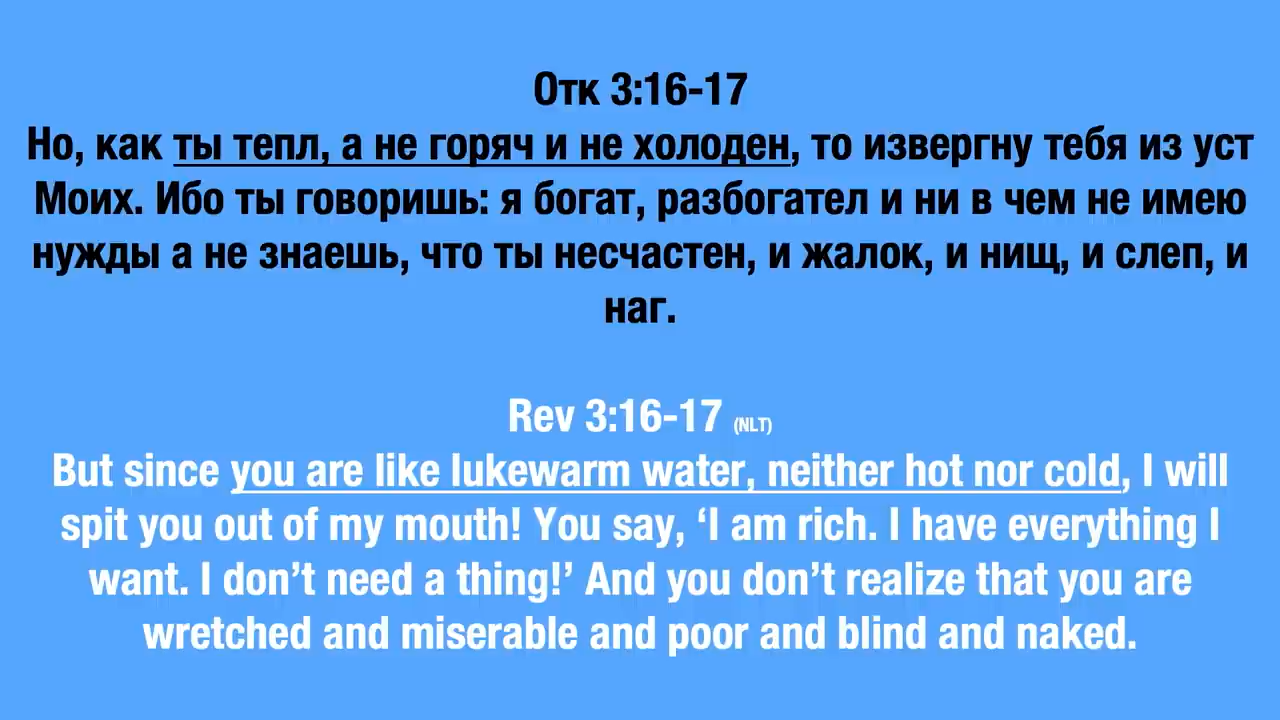 Отк 3:16-17
Но, как ты тепл, а не горяч и не холоден, то извергну тебя из уст
Моих. Ибо ты говоришь: я богат, разбогател и ни в чем не имею
нужды а не знаешь, что ты несчастен, и жалок, и нищ, и слеп, и
наг.
Rev 3:16-17 (NLT)
But since you are like lukewarm water, neither hot nor cold, I will
spit you out of my mouth! You say, ‘I am rich. I have everything I
want. I don’t need a thing!’ And you don’t realize that you are
wretched and miserable and poor and blind and naked.